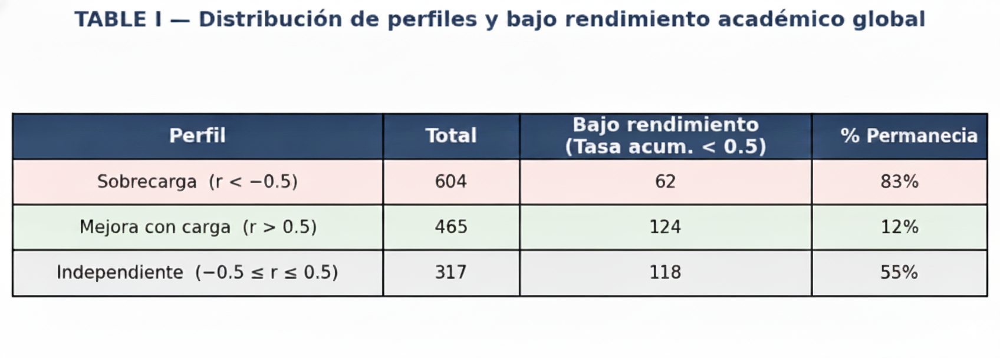 TABLE I — Distribución de perfiles y bajo rendimiento académico global
Perfil Total Bajo rendimiento (Tasa acum. < 0.5) % Permanecia
Sobrecarga (r < −0.5) 604 62 83%
Mejora con carga (r > 0.5) 465 124 12%
Independiente (−0.5 ≤ r ≤ 0.5) 317 118 55%